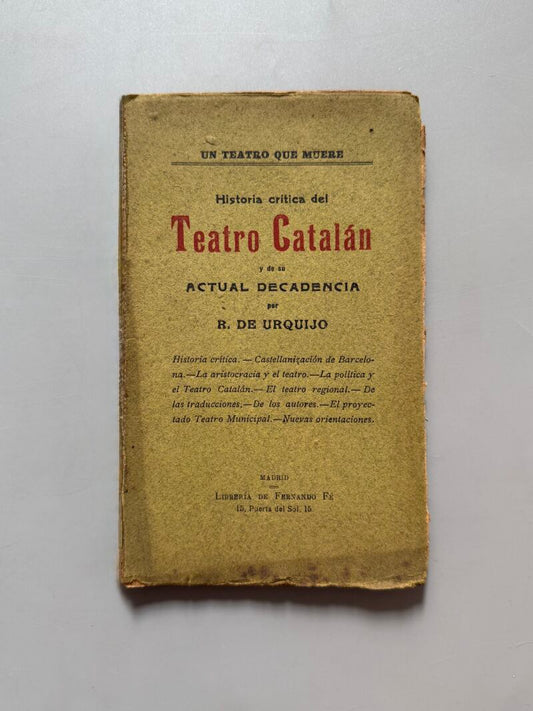 UN TEATRO QUE MUERE
Historia crítica del
Teatro Catalán
y de su
ACTUAL DECADENCIA
por
R. DE URQUIJO
Historia crítica.—Castellanización de Barcelo-
na.—La aristocracia y el teatro.—La política y
el Teatro Catalán.—El teatro regional.—De
las traducciones.—De los autores.—El proyec-
tado Teatro Municipal.—Nuevas orientaciones.
MADRID
LIBRERÍA DE FERNANDO FÉ
15, Puerta del Sol, 15